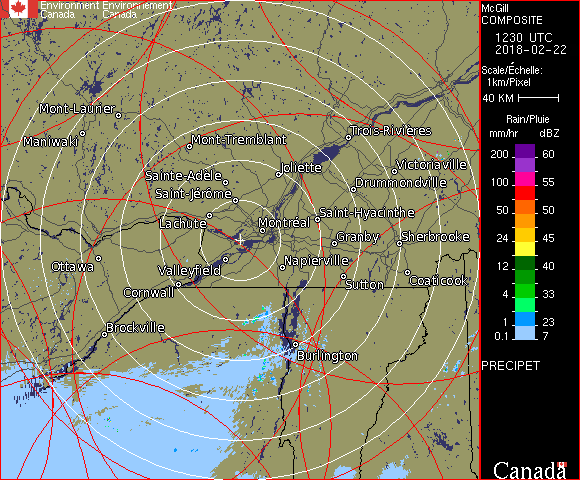 Environment Environnement
Canada Canada
McGill
COMPOSITE
1230 UTC
2018-02-22
Scale/Échelle:
1km/Pixel
40 KM
Rain/Pluie
mm/hr dBZ
200 60
100 55
50 50
24 45
12 40
8 33
4 33
1 23
0.1 7
PRECIPET
Canada
Mont-Laurier
Maniwaki
Mont-Tremblant
Trois-Rivières
Sainte-Adèle
Joliette
Victoriaville
Saint-Jérôme
Drummondville
Lachute
Montréal
Saint-Hyacinthe
Granby
Sherbrooke
Ottawa
Valleyfield
Napierville
Cornwall
Sutton
Coaticook
Brockville
Burlington